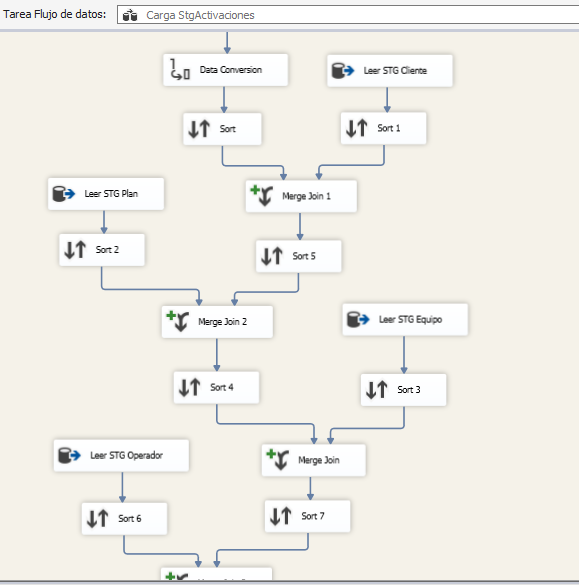 Tarea Flujo de datos:
Carga StgActivaciones
Data Conversion
Leer STG Cliente
Sort
Sort 1
Leer STG Plan
Merge Join 1
Sort 2
Sort 5
Merge Join 2
Leer STG Equipo
Sort 4
Sort 3
Leer STG Operador
Merge Join
Sort 6
Sort 7